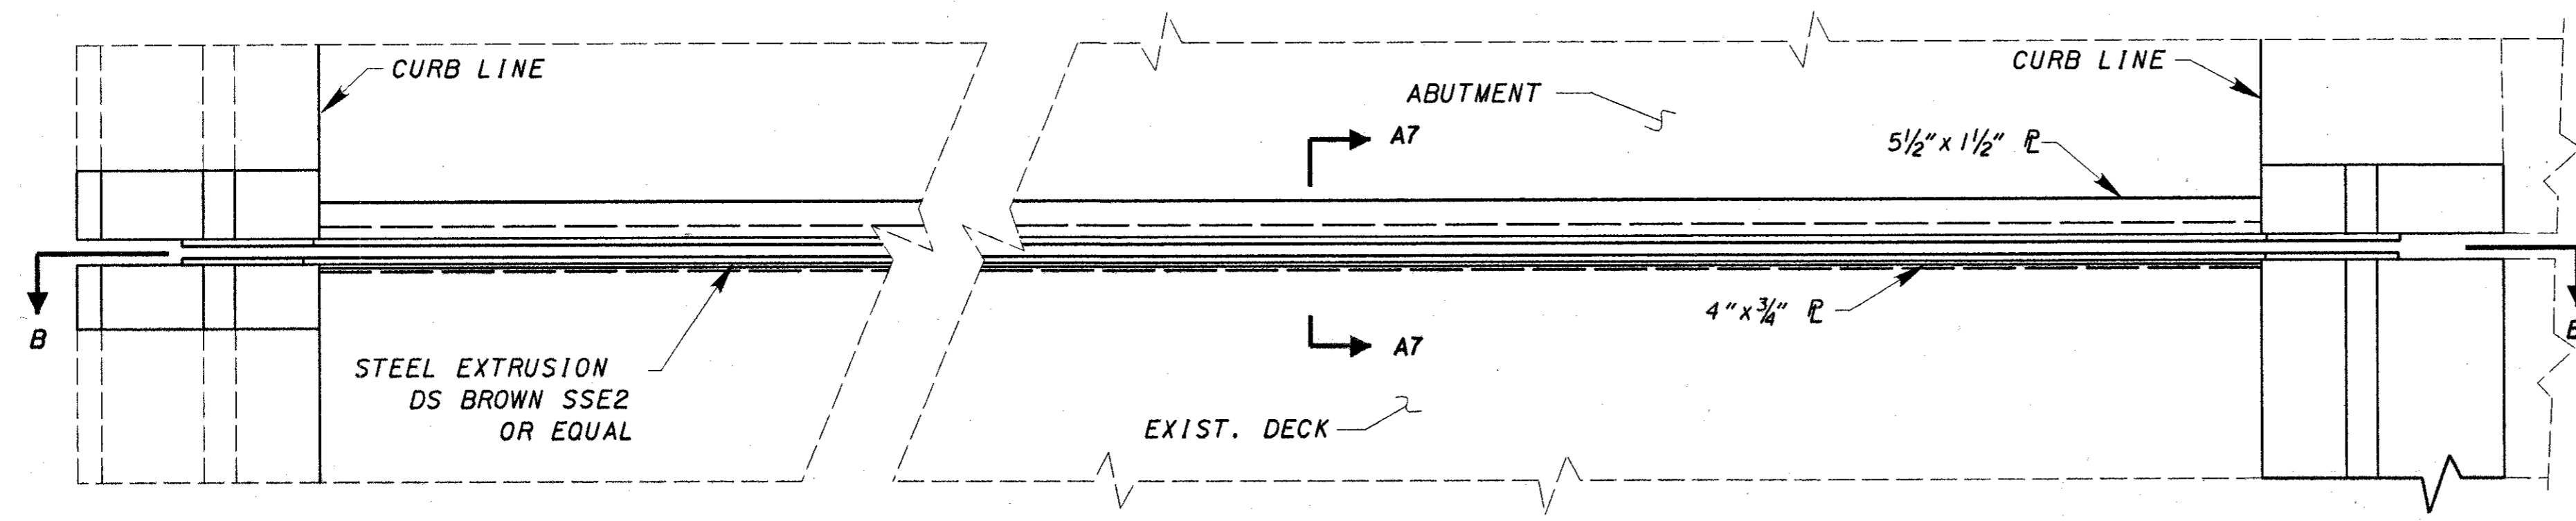 CURB LINE
CURB LINE
ABUTMENT
A7
5½" x 1½" ℄
B
4" x ¾" ℄
B
A7
STEEL EXTRUSION
DS BROWN SSE2
OR EQUAL
EXIST. DECK